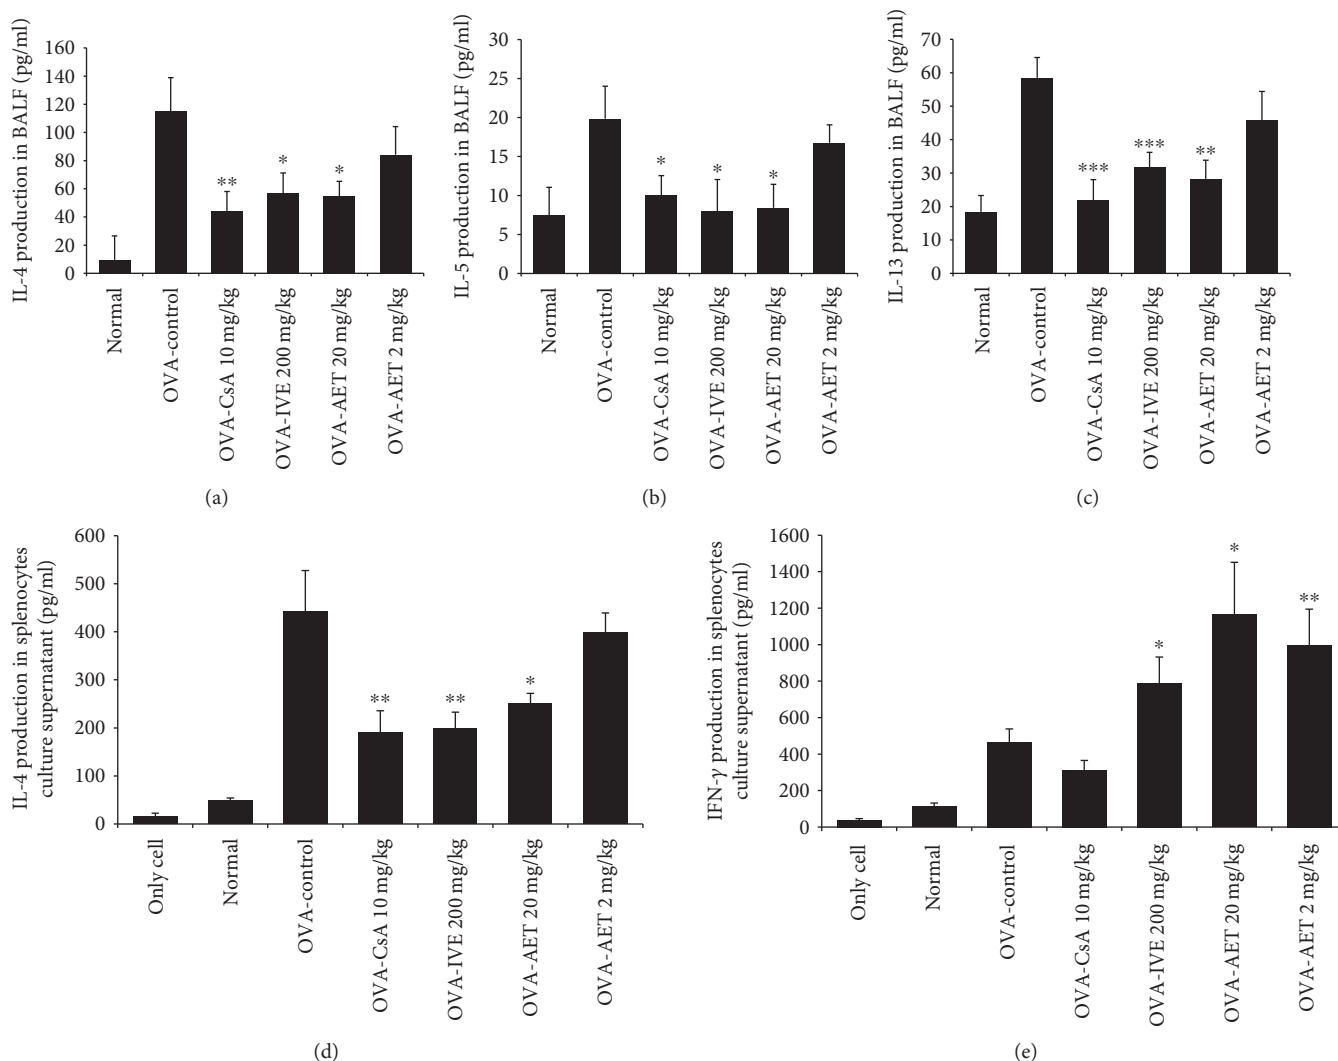 IL-4 production in BALF (pg/ml)
160
140
120
100
80
60
40
20
0
**
*
*
Normal
OVA-control
OVA-CsA 10 mg/kg
OVA-IVE 200 mg/kg
OVA-AET 20 mg/kg
OVA-AET 2 mg/kg
(a)
IL-5 production in BALF (pg/ml)
30
25
20
15
10
5
0
*
*
*
Normal
OVA-control
OVA-CsA 10 mg/kg
OVA-IVE 200 mg/kg
OVA-AET 20 mg/kg
OVA-AET 2 mg/kg
(b)
IL-13 production in BALF (pg/ml)
70
60
50
40
30
20
10
0
***
***
**
Normal
OVA-control
OVA-CsA 10 mg/kg
OVA-IVE 200 mg/kg
OVA-AET 20 mg/kg
OVA-AET 2 mg/kg
(c)
IL-4 production in splenocytes
culture supernatant (pg/ml)
600
500
400
300
200
100
0
**
**
*
Only cell
Normal
OVA-control
OVA-CsA 10 mg/kg
OVA-IVE 200 mg/kg
OVA-AET 20 mg/kg
OVA-AET 2 mg/kg
(d)
IFN-γ production in splenocytes
culture supernatant (pg/ml)
1600
1400
1200
1000
800
600
400
200
0
*
*
**
Only cell
Normal
OVA-control
OVA-CsA 10 mg/kg
OVA-IVE 200 mg/kg
OVA-AET 20 mg/kg
OVA-AET 2 mg/kg
(e)